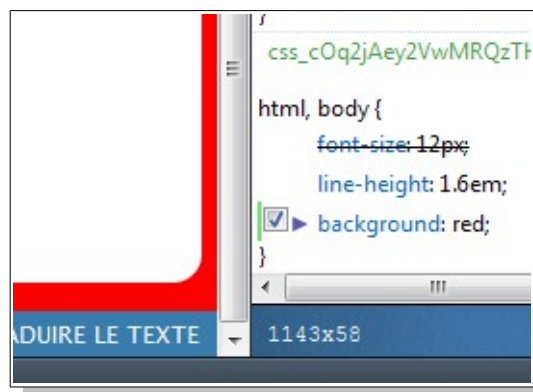 }
css_cOq2jAey2VwMRQzTH
html, body {
font-size: 12px;
line-height: 1.6em;
background: red;
}
ADUIRE LE TEXTE
1143x58